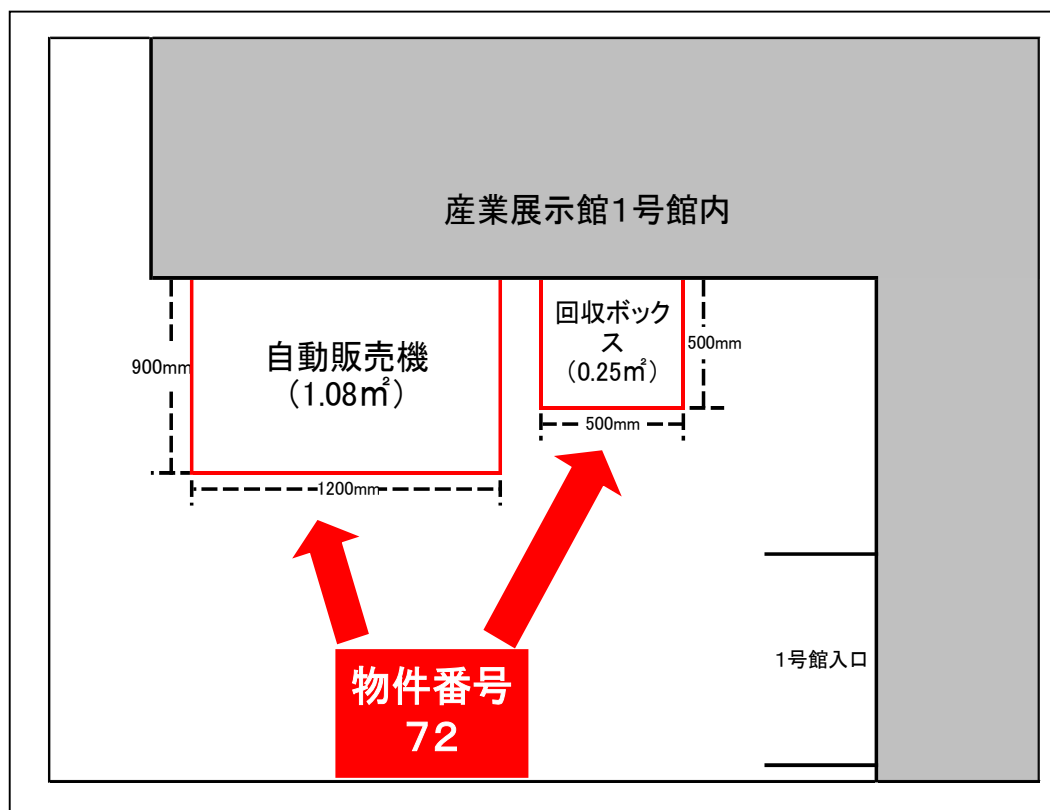 産業展示館１号館内
自動販売機
（1.08㎡）
回収ボック
ス
（0.25㎡）
900mm
500mm
500mm
1200mm
物件番号
７２
１号館入口